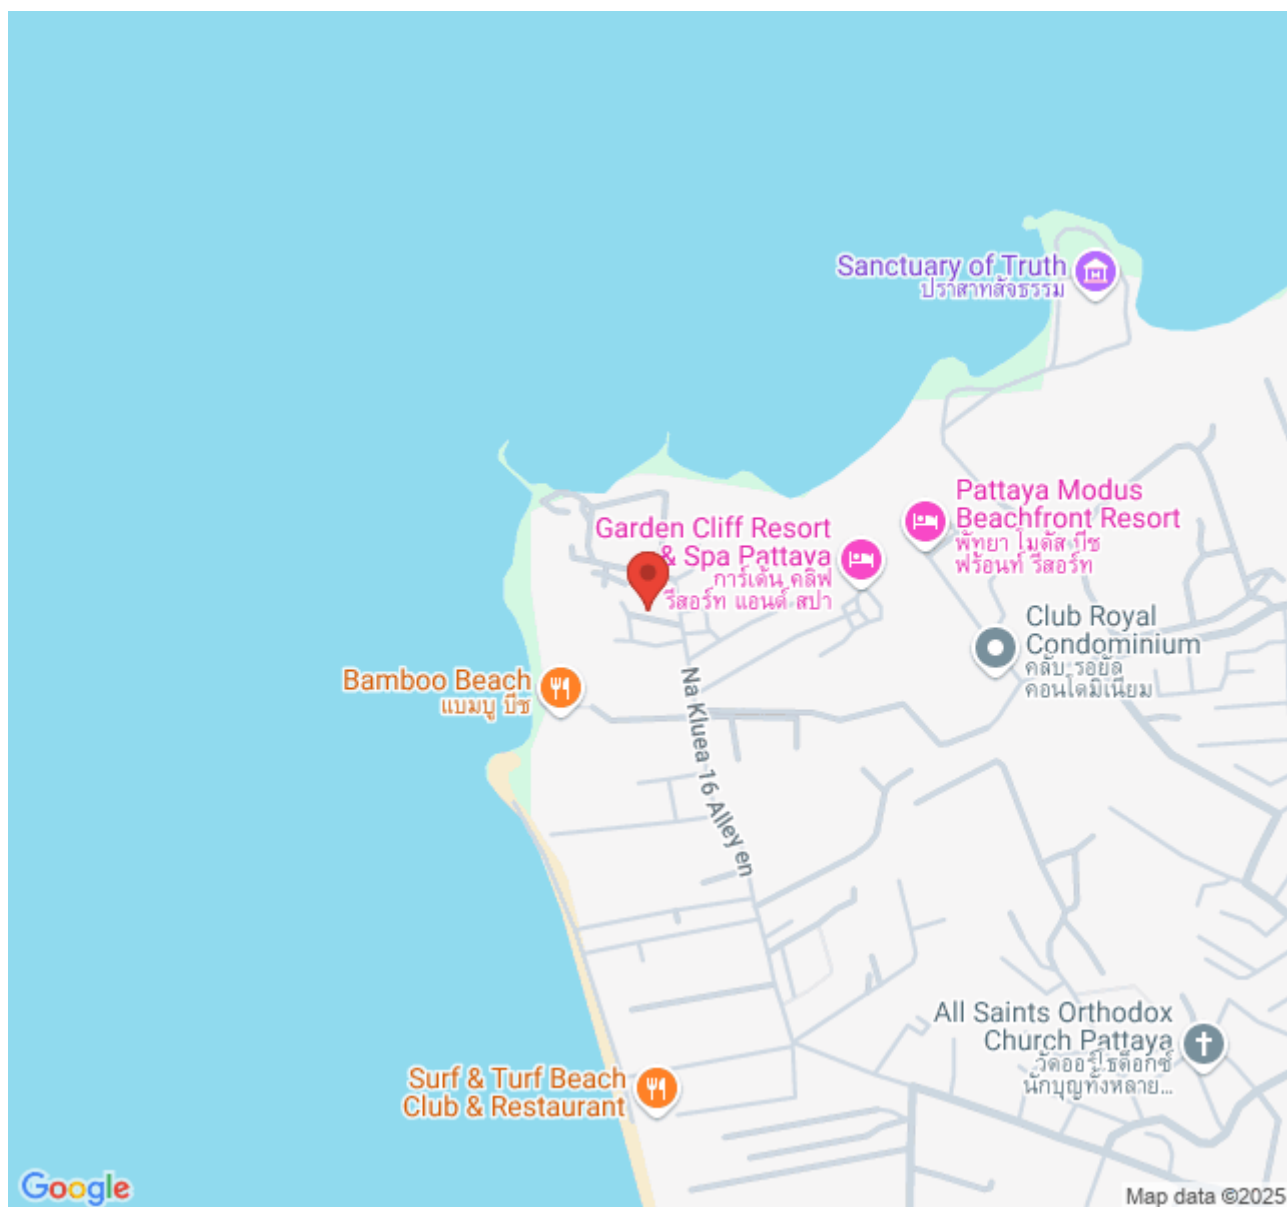 Sanctuary of Truth
ปราสาทสัจธรรม
Pattaya Modus
Beachfront Resort
พัทยา โมดัส บีช
ฟร้อนท์ รีสอร์ท
Garden Cliff Resort
& Spa Pattaya
การ์เด้น คลิฟ
รีสอร์ท แอนด์ สปา
Club Royal
Condominium
คลับ รอยัล
คอนโดมิเนียม
Bamboo Beach
แบมบู บีช
Na Kluea 16 Alley en
All Saints Orthodox
Church Pattaya
วัดออร์โธด็อกซ์
นักบุญทั้งหลาย...
Surf & Turf Beach
Club & Restaurant
Google
Map data ©2025